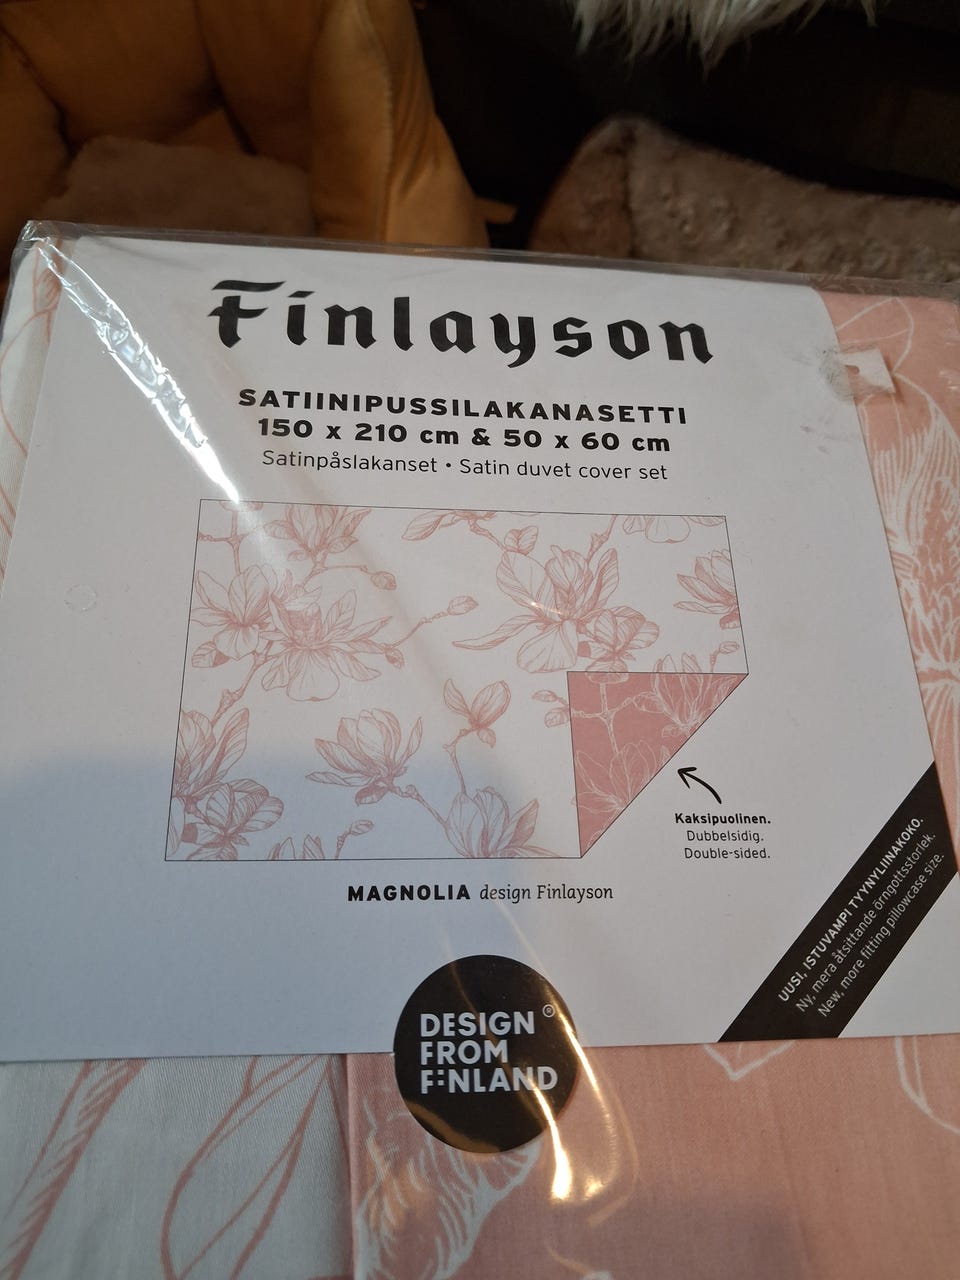 Finlayson
SATIINIPUSSILAKANASETTI
150 x 210 cm & 50 x 60 cm
Satinpåslakanset • Satin duvet cover set
Kaksipuolinen.
Dubbelsidig.
Double-sided.
MAGNOLIA design Finlayson
UUSI, ISTUVAMPI TYYNYLIINAKOKO.
Ny, mera åtsittande örngottsstorlek.
New, more fitting pillowcase size.
DESIGN ®
FROM
FINLAND